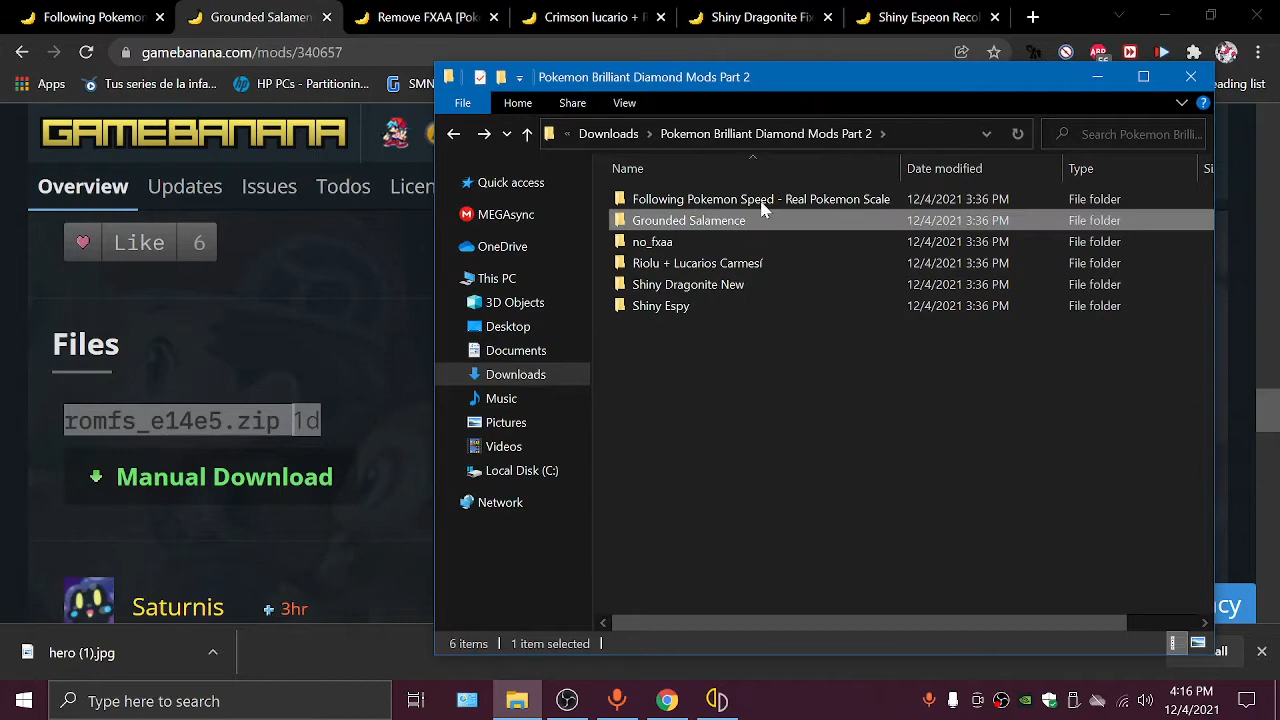 Following Pokemon
Grounded Salamen
Remove FXAA [Pok
Crimson lucario + R
Shiny Dragonite Fix
Shiny Espeon Recol
gamebanana.com/mods/340657
Apps
Tus series de la infa...
HP PCs - Partitioni...
SMN
eading list
Pokemon Brilliant Diamond Mods Part 2
File
Home
Share
View
Downloads
Pokemon Brilliant Diamond Mods Part 2
Search Pokemon Brilli...
GAMEBANANA
Overview
Updates
Issues
Todos
Licen
Like
6
Files
romfs_e14e5.zip 1d
Manual Download
Saturnis
3hr
Quick access
MEGAsync
OneDrive
This PC
3D Objects
Desktop
Documents
Downloads
Music
Pictures
Videos
Local Disk (C:)
Network
Name
Date modified
Type
Si
Following Pokemon Speed - Real Pokemon Scale
12/4/2021 3:36 PM
File folder
Grounded Salamence
12/4/2021 3:36 PM
File folder
no_fxaa
12/4/2021 3:36 PM
File folder
Riolu + Lucarios Carmesí
12/4/2021 3:36 PM
File folder
Shiny Dragonite New
12/4/2021 3:36 PM
File folder
Shiny Espy
12/4/2021 3:36 PM
File folder
6 items
1 item selected
cy
all
hero (1).jpg
Type here to search
4:16 PM
12/4/2021